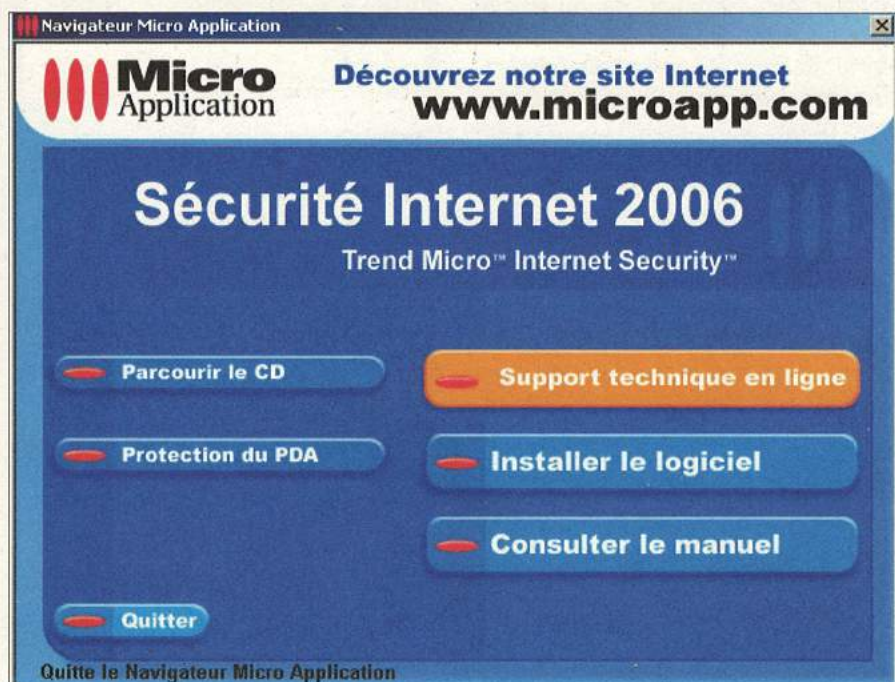 Navigateur Micro Application
Micro Application
Découvrez notre site Internet
www.microapp.com
Sécurité Internet 2006
Trend Micro™ Internet Security™
Parcourir le CD
Support technique en ligne
Protection du PDA
Installer le logiciel
Consulter le manuel
Quitter
Quitte le Navigateur Micro Application